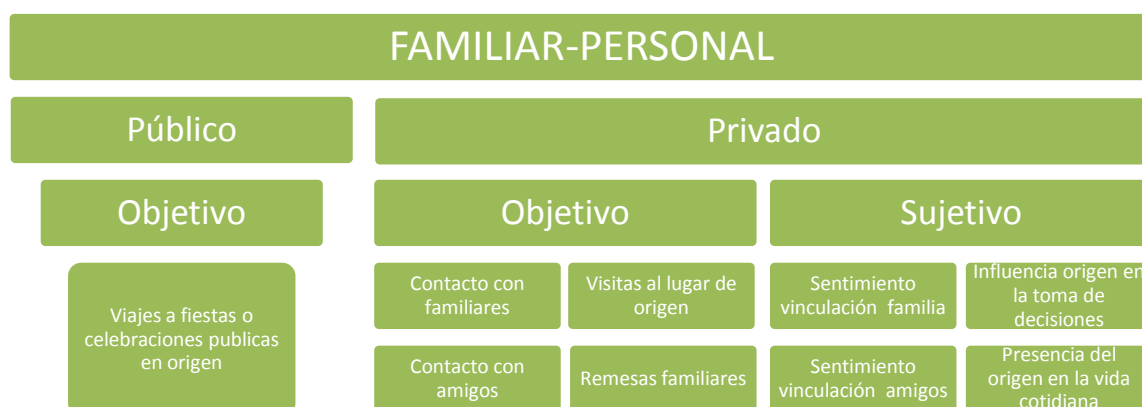 FAMILIAR-PERSONAL
Público
Privado
Objetivo
Objetivo
Sujetivo
Viajes a fiestas o
celebraciones publicas
en origen
Contacto con
familiares
Visitas al lugar de
origen
Sentimiento
vinculación familia
Influencia origen en
la toma de
decisiones
Contacto con
amigos
Remesas familiares
Sentimiento
vinculación amigos
Presencia del
origen en la vida
cotidiana